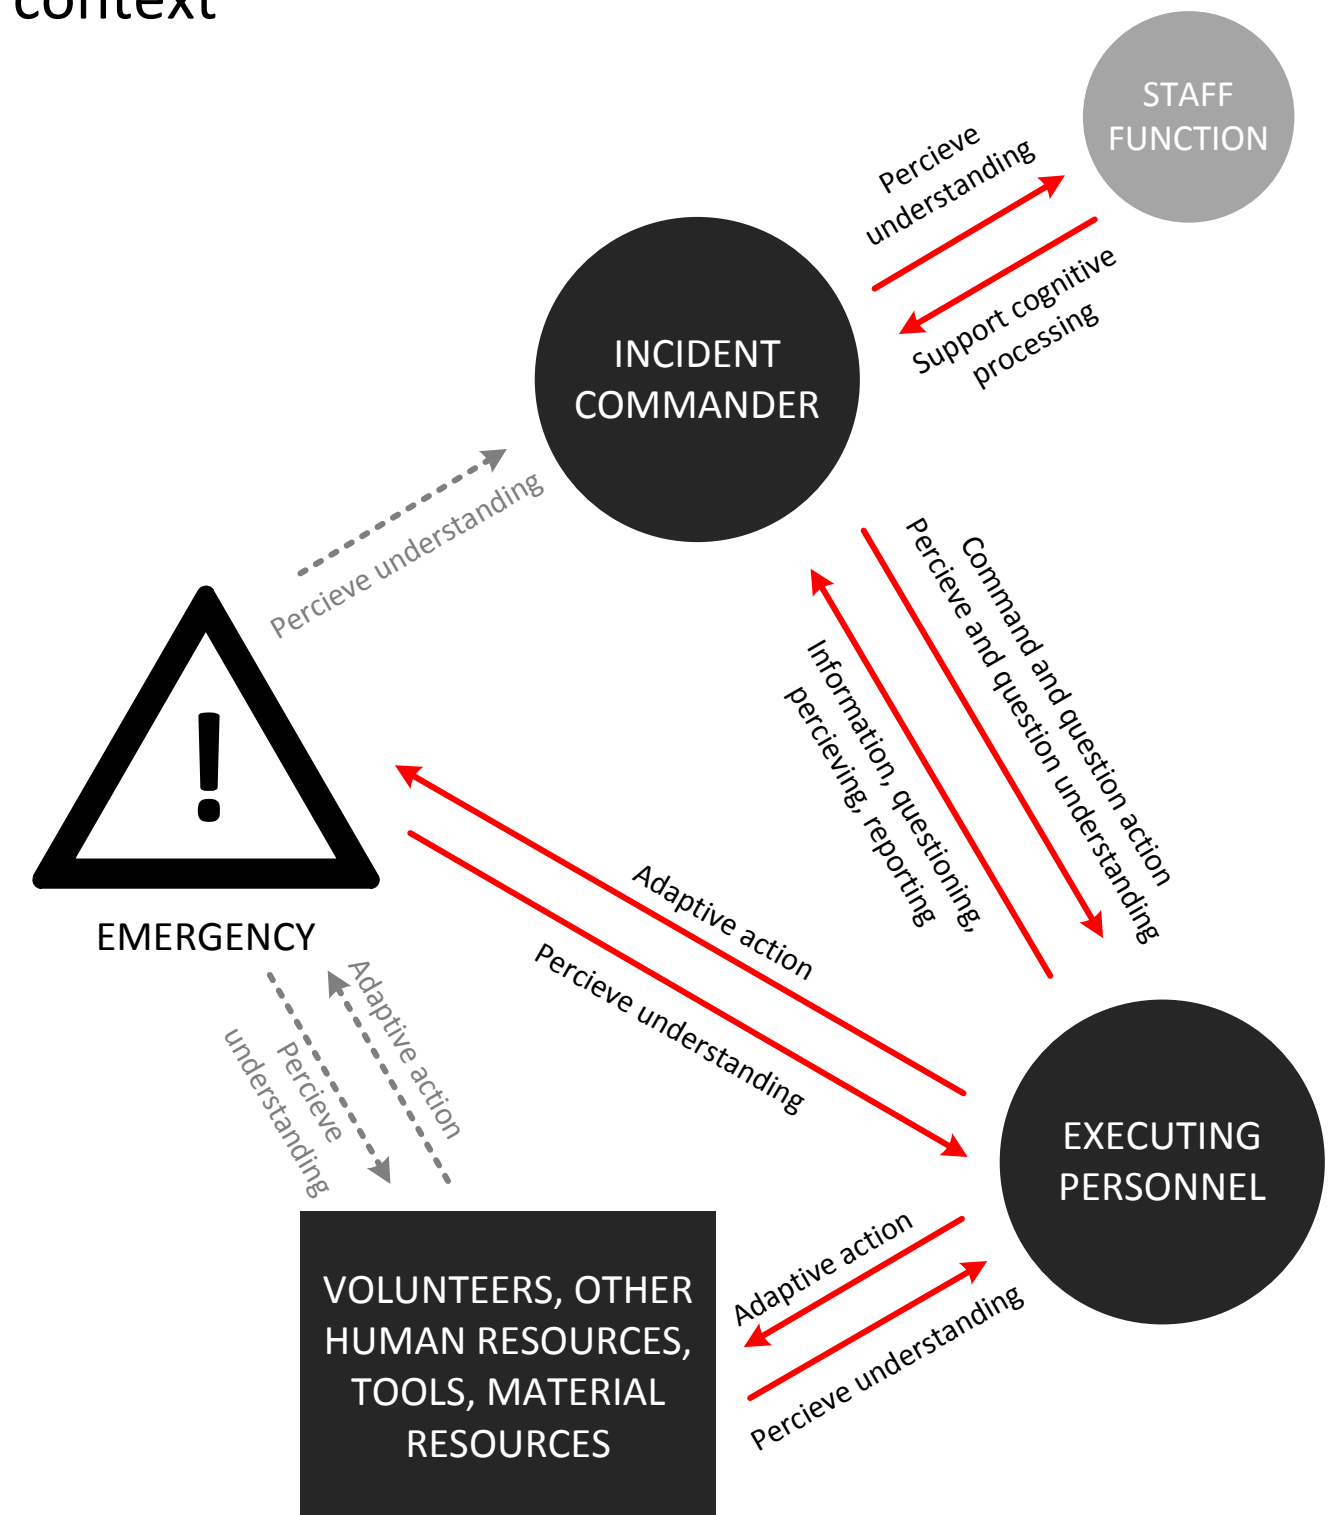 context
STAFF
FUNCTION
Percieve
understanding
Support cognitive
processing
INCIDENT
COMMANDER
Percieve understanding
Command and question action
Percieve and question understanding
Information, questioning,
percieving, reporting
!
EMERGENCY
Adaptive action
Percieve understanding
Adaptive action
Percieve
understanding
EXECUTING
PERSONNEL
Adaptive action
Percieve understanding
VOLUNTEERS, OTHER
HUMAN RESOURCES,
TOOLS, MATERIAL
RESOURCES